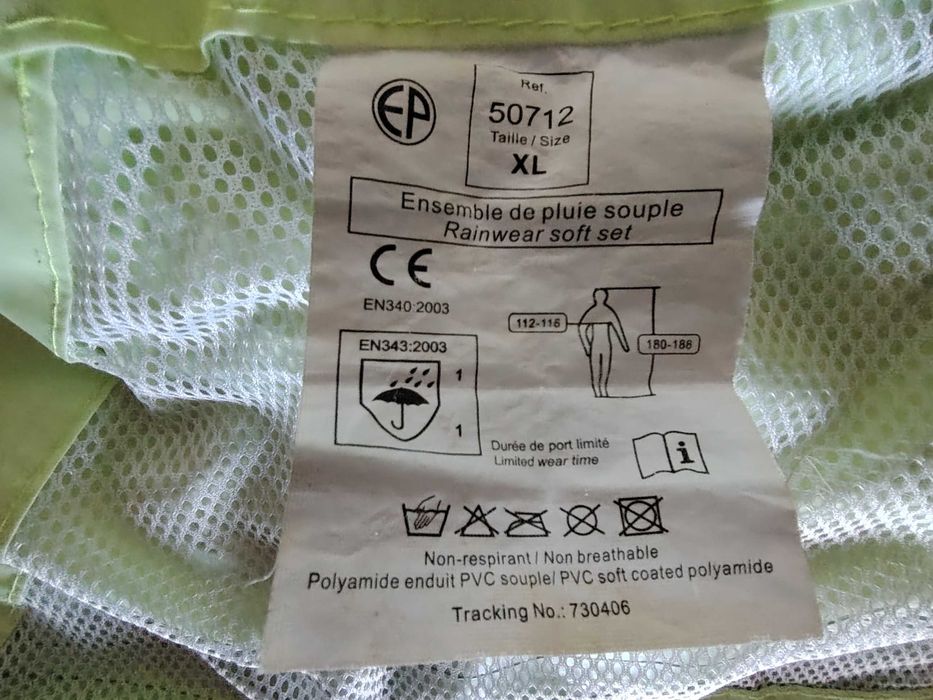 EP
Ref.
50712
Taille / Size
XL
Ensemble de pluie souple
Rainwear soft set
CE
EN340:2003
112-116
180-188
EN343:2003
1
1
Durée de port limité
Limited wear time
i
Non-respirant / Non breathable
Polyamide enduit PVC souple/ PVC soft coated polyamide
Tracking No.: 730406